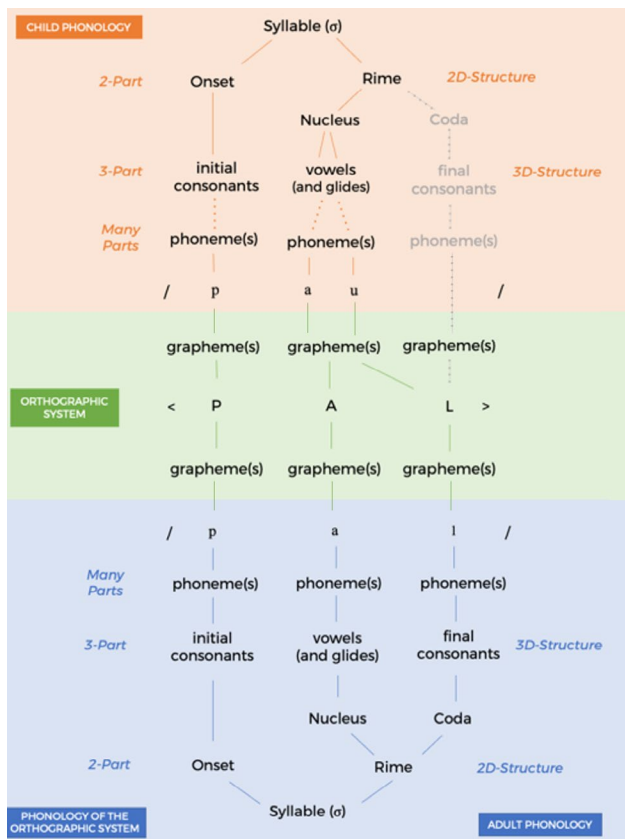 CHILD PHONOLOGY
Syllable (σ)
2-Part
Onset
Rime
2D-Structure
Nucleus
Coda
3-Part
initial
consonants
vowels
(and glides)
final
consonants
3D-Structure
Many
Parts
phoneme(s)
phoneme(s)
phoneme(s)
/ p a u /
grapheme(s) grapheme(s) grapheme(s)
ORTHOGRAPHIC
SYSTEM
< P A L >
grapheme(s) grapheme(s) grapheme(s)
/ p a l /
Many
Parts
phoneme(s) phoneme(s) phoneme(s)
3-Part
initial
consonants
vowels
(and glides)
final
consonants
3D-Structure
Nucleus
Coda
2-Part
Onset
Rime
2D-Structure
Syllable (σ)
PHONOLOGY OF THE
ORTHOGRAPHIC SYSTEM
ADULT PHONOLOGY